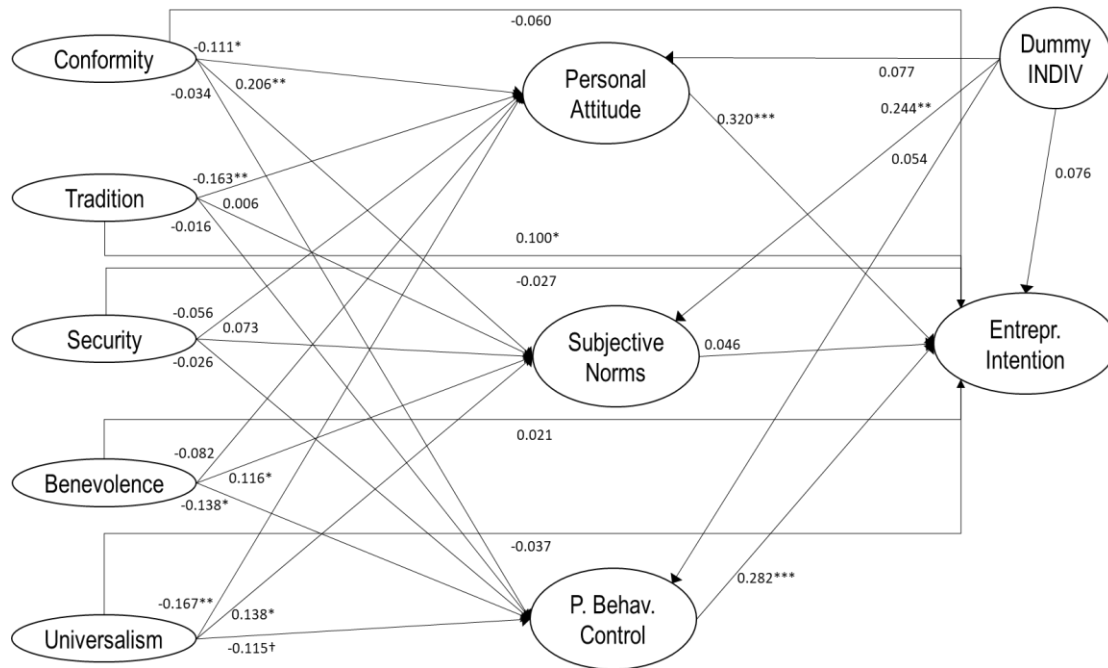 -0.060
-0.111*
Conformity
0.206**
-0.034
Personal
Attitude
Dummy
INDIV
0.077
0.244**
0.320***
0.054
0.076
-0.163**
Tradition
0.006
-0.016
0.100*
-0.027
-0.056
Security
0.073
-0.026
Subjective
Norms
0.046
Entrepr.
Intention
-0.082
Benevolence
0.116*
-0.138*
0.021
-0.037
-0.167**
Universalism
0.138*
-0.115†
P. Behav.
Control
0.282***